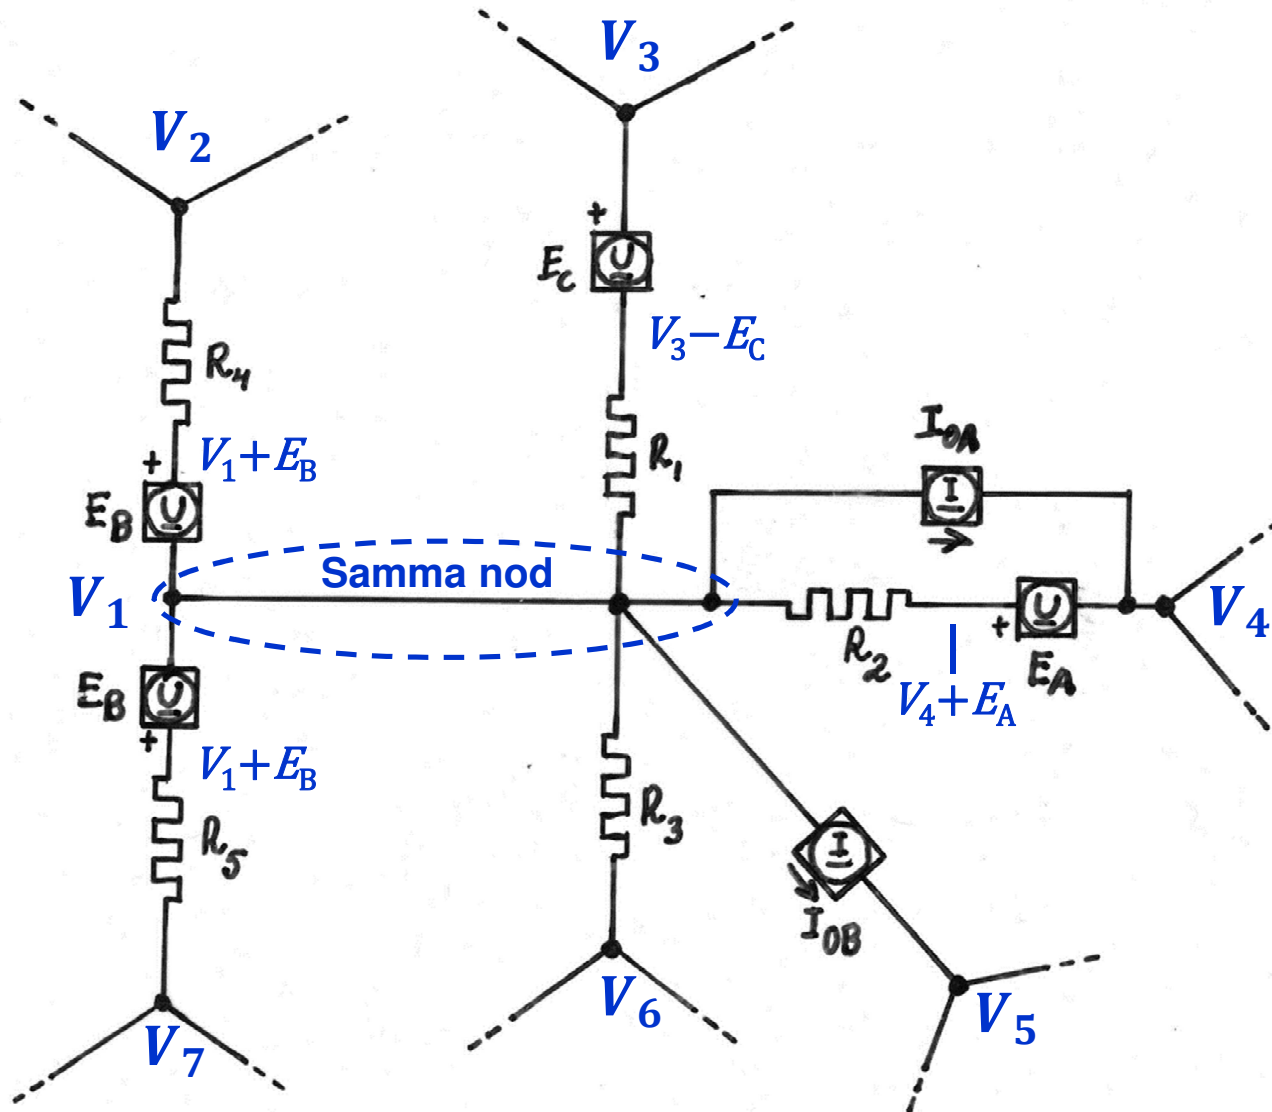 V3
V2
+
EC
U
V3−EC
R4
I0A
I
V1+EB
R1
+
EB
U
Samma nod
V1
V4
R2
+
U
EA
V4+EA
EB
U
+
V1+EB
R3
R5
I
I0B
V6
V5
V7